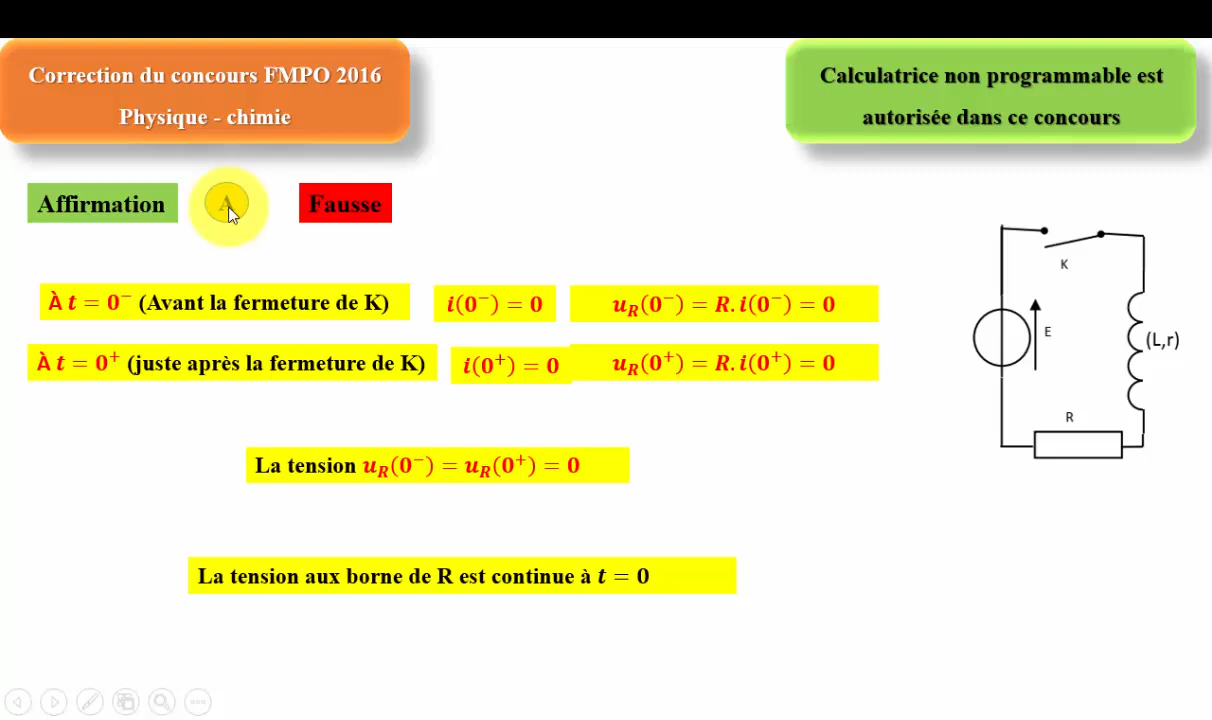 Correction du concours FMPO 2016
Physique - chimie
Calculatrice non programmable est
autorisée dans ce concours
Affirmation A Fausse
À t = 0⁻ (Avant la fermeture de K) i(0⁻) = 0 u_R(0⁻) = R.i(0⁻) = 0
À t = 0⁺ (juste après la fermeture de K) i(0⁺) = 0 u_R(0⁺) = R.i(0⁺) = 0
La tension u_R(0⁻) = u_R(0⁺) = 0
La tension aux borne de R est continue à t = 0
K
E
(L,r)
R